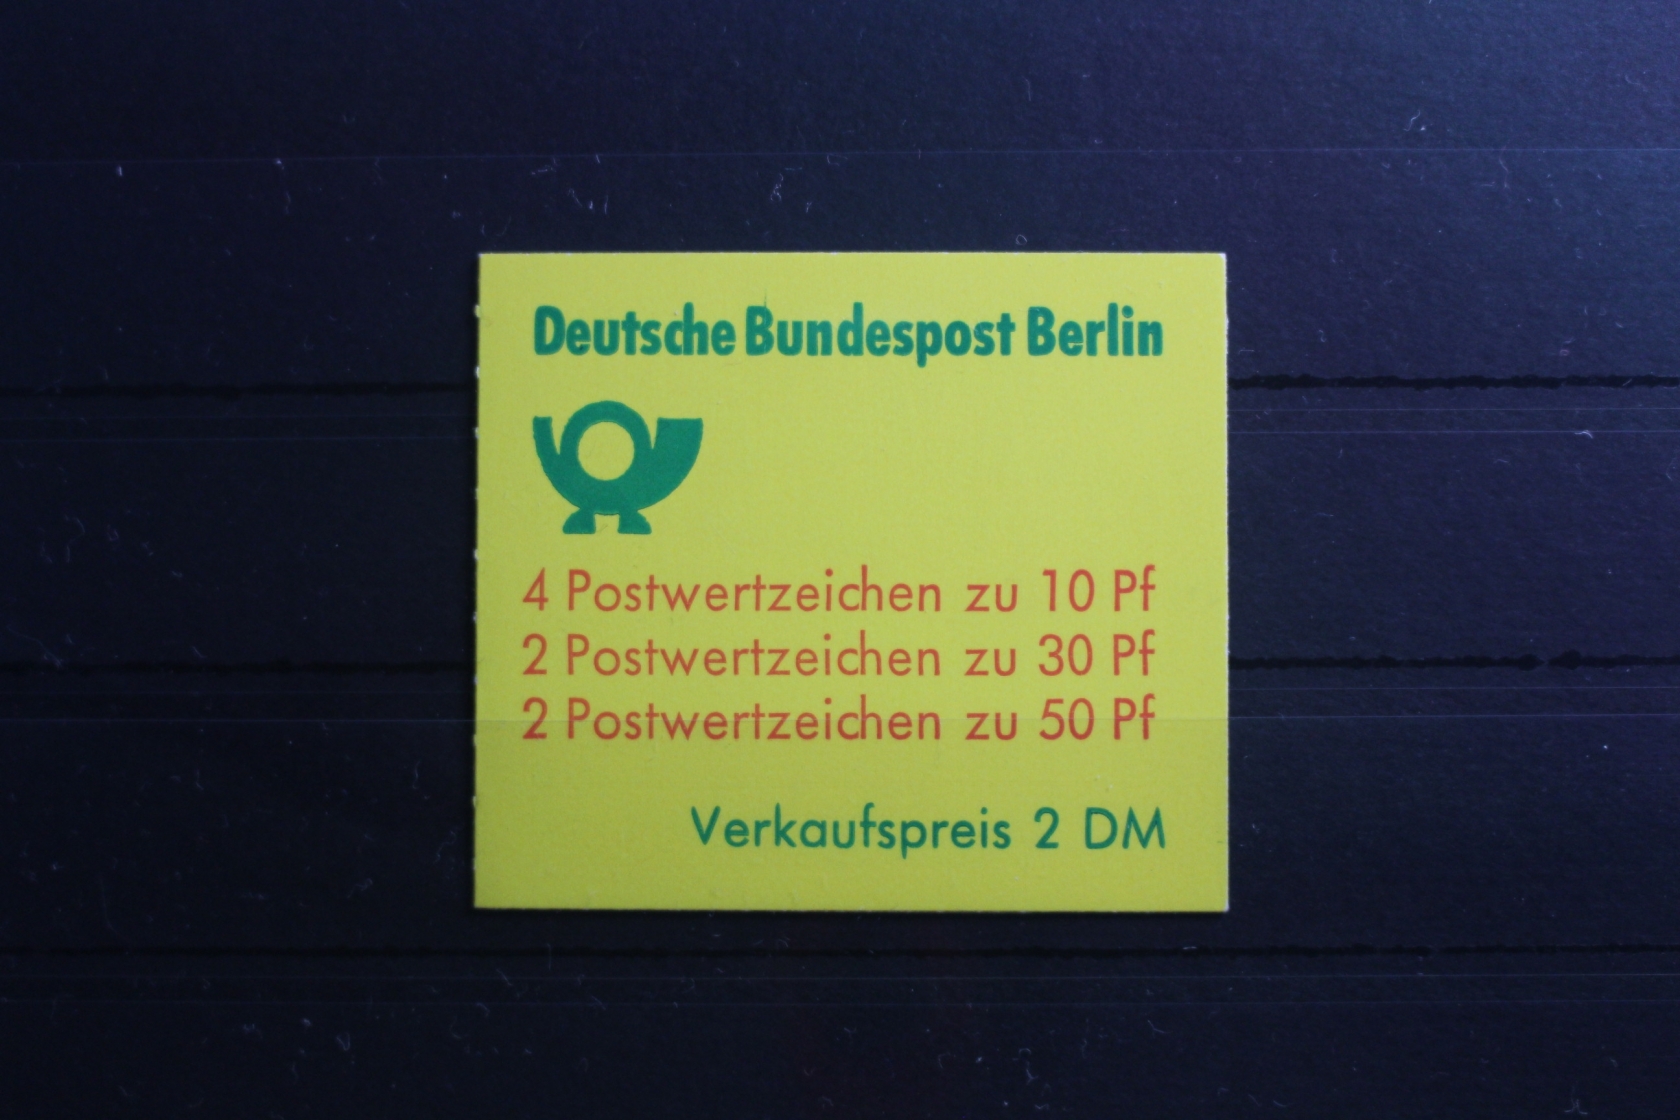 Deutsche Bundespost Berlin
4 Postwertzeichen zu 10 Pf
2 Postwertzeichen zu 30 Pf
2 Postwertzeichen zu 50 Pf
Verkaufspreis 2 DM